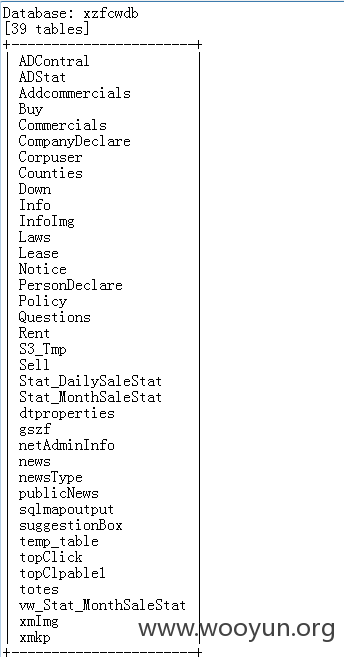 Database: xzfcwdb
[39 tables]
+----------------------+
| ADContral
| ADStat
| Addcommercials
| Buy
| Commercials
| CompanyDeclare
| Corpuser
| Counties
| Down
| Info
| InfoImg
| Laws
| Lease
| Notice
| PersonDeclare
| Policy
| Questions
| Rent
| S3_Tmp
| Sell
| Stat_DailySaleStat
| Stat_MonthSaleStat
| dtproperties
| gszf
| netAdminInfo
| news
| newsType
| publicNews
| sqlmapoutput
| suggestionBox
| temp_table
| topClick
| topClpable1
| totes
| vw_Stat_MonthSaleStat |
| xmImg
| xmkp
+----------------------+
www.wooyun.org